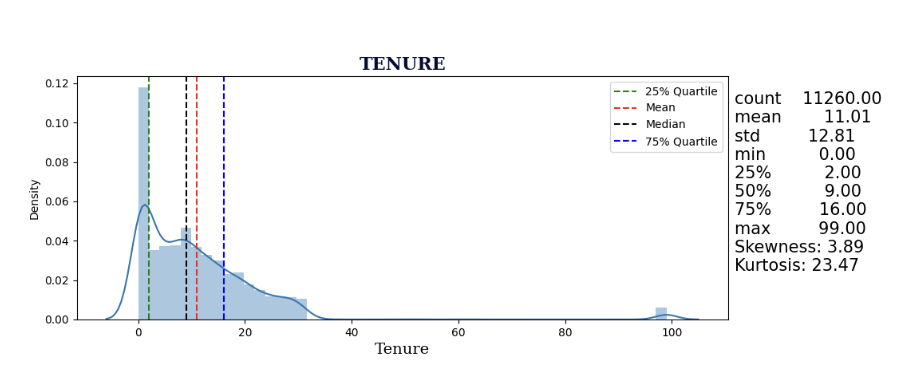 TENURE
0.12
0.10
0.08
0.06
0.04
0.02
0.00
Density
0 20 40 60 80 100
Tenure
25% Quartile
Mean
Median
75% Quartile
count 11260.00
mean 11.01
std 12.81
min 0.00
25% 2.00
50% 9.00
75% 16.00
max 99.00
Skewness: 3.89
Kurtosis: 23.47